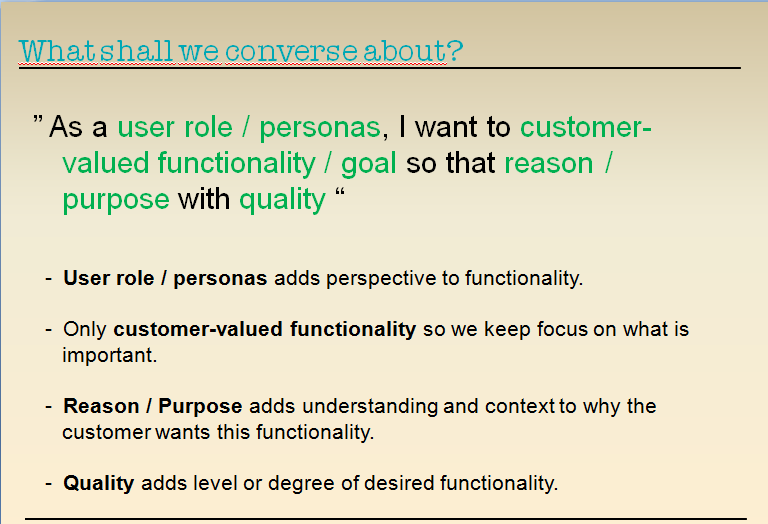 What shall we converse about?
” As a user role / personas, I want to customer-
valued functionality / goal so that reason /
purpose with quality “
- User role / personas adds perspective to functionality.
- Only customer-valued functionality so we keep focus on what is
important.
- Reason / Purpose adds understanding and context to why the
customer wants this functionality.
- Quality adds level or degree of desired functionality.